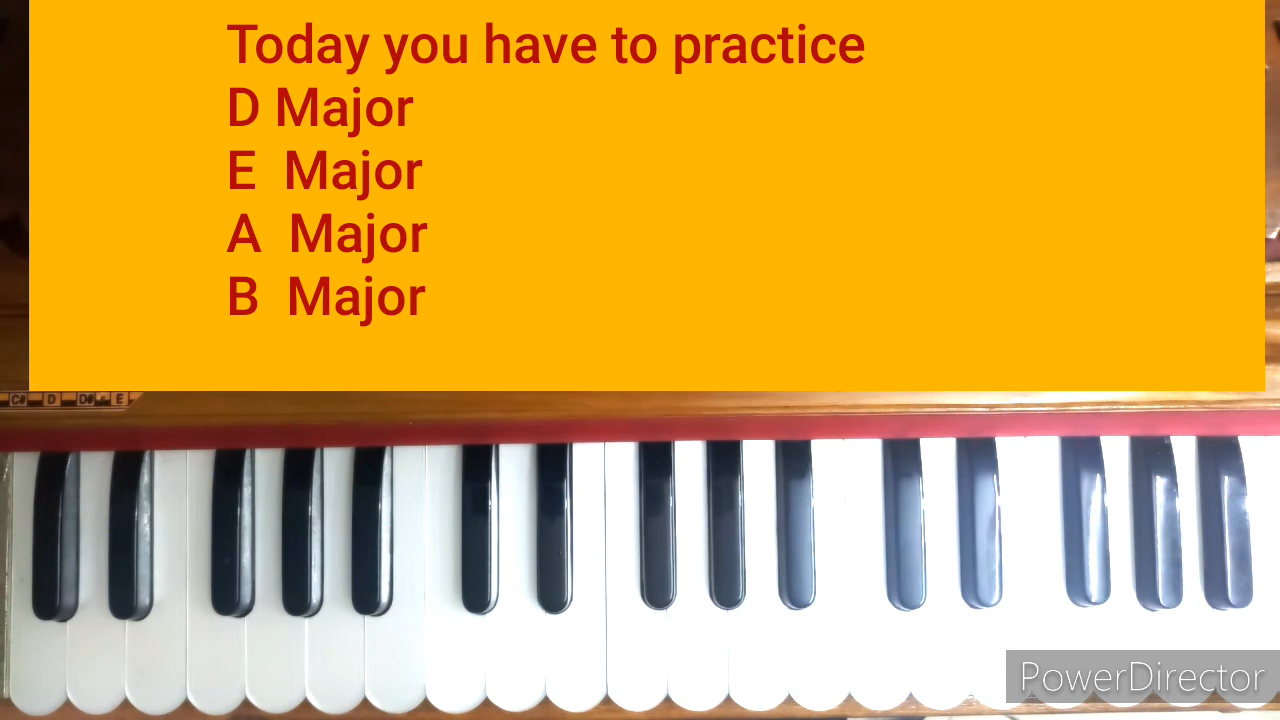 Today you have to practice
D Major
E Major
A Major
B Major
C# D D# E
PowerDirector